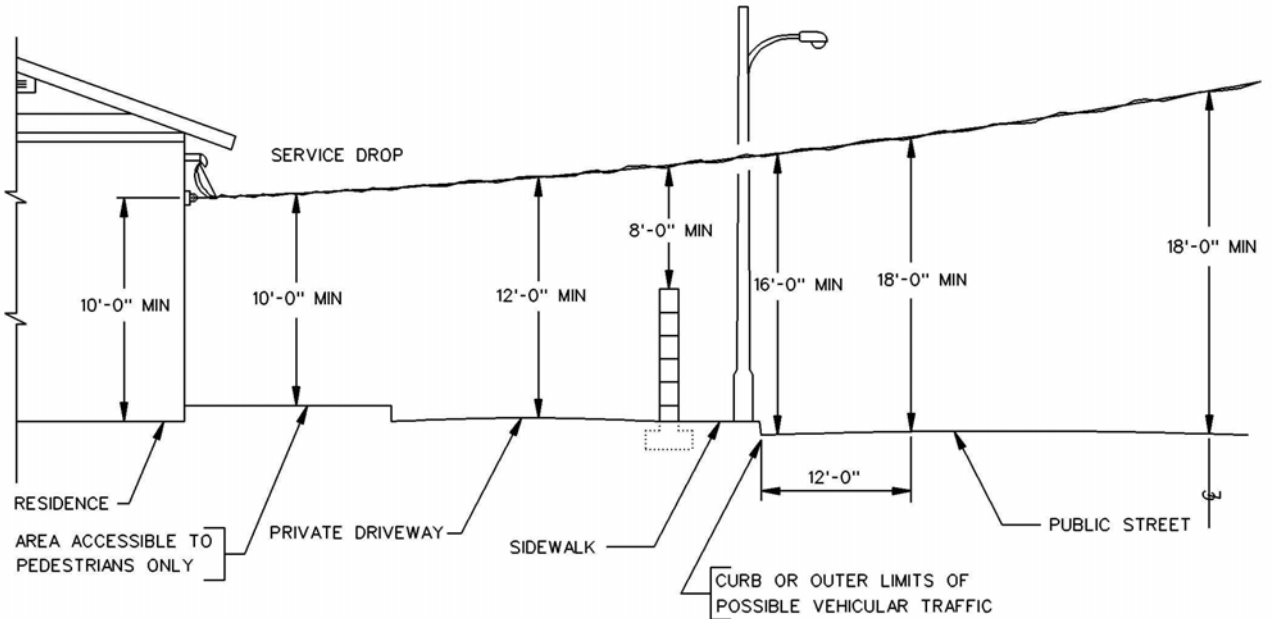 SERVICE DROP
8'-0" MIN
18'-0" MIN
10'-0" MIN
10'-0" MIN
12'-0" MIN
16'-0" MIN
18'-0" MIN
12'-0"
RESIDENCE
AREA ACCESSIBLE TO
PEDESTRIANS ONLY
PRIVATE DRIVEWAY
SIDEWALK
PUBLIC STREET
CURB OR OUTER LIMITS OF
POSSIBLE VEHICULAR TRAFFIC